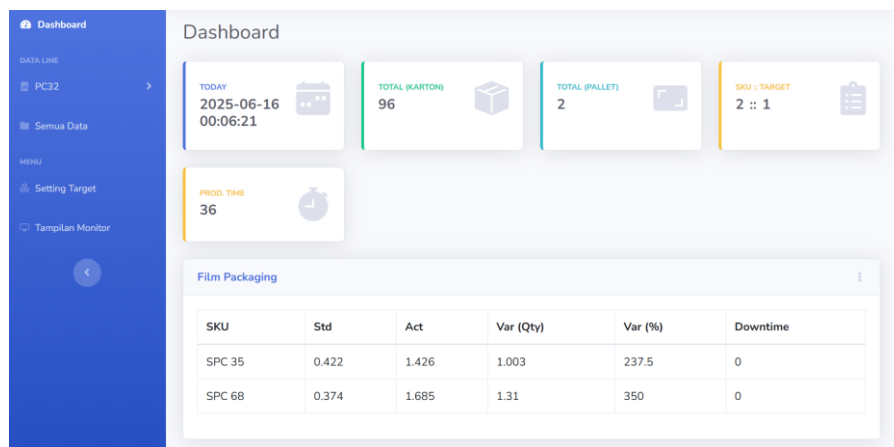 Dashboard
DATA LINE
PC32
Semua Data
MENU
Setting Target
Tampilan Monitor
Dashboard
TODAY
2025-06-16
00:06:21
TOTAL (KARTON)
96
TOTAL (PALLET)
2
SKU :: TARGET
2 :: 1
PROD. TIME
36
Film Packaging
SKU Std Act Var (Qty) Var (%) Downtime
SPC 35 0.422 1.426 1.003 237.5 0
SPC 68 0.374 1.685 1.31 350 0